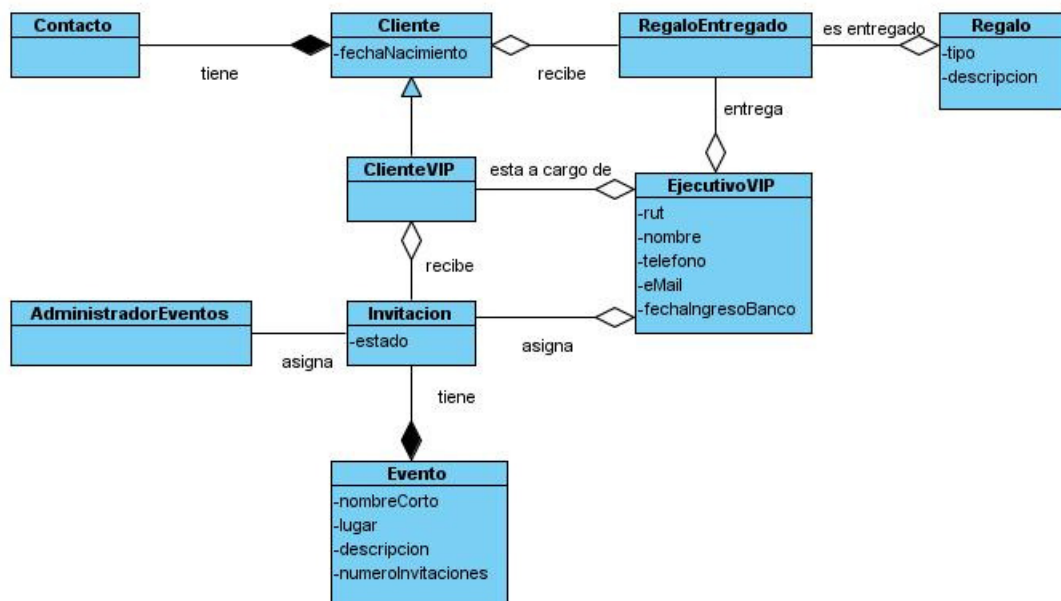 Contacto
Cliente
-fechaNacimiento
RegaloEntregado
Regalo
-tipo
-descripcion
es entregado
tiene
recibe
entrega
ClienteVIP
esta a cargo de
EjecutivoVIP
-rut
-nombre
-telefono
-eMail
-fechaIngresoBanco
recibe
AdministradorEventos
Invitacion
-estado
asigna
asigna
tiene
Evento
-nombreCorto
-lugar
-descripcion
-numeroInvitaciones